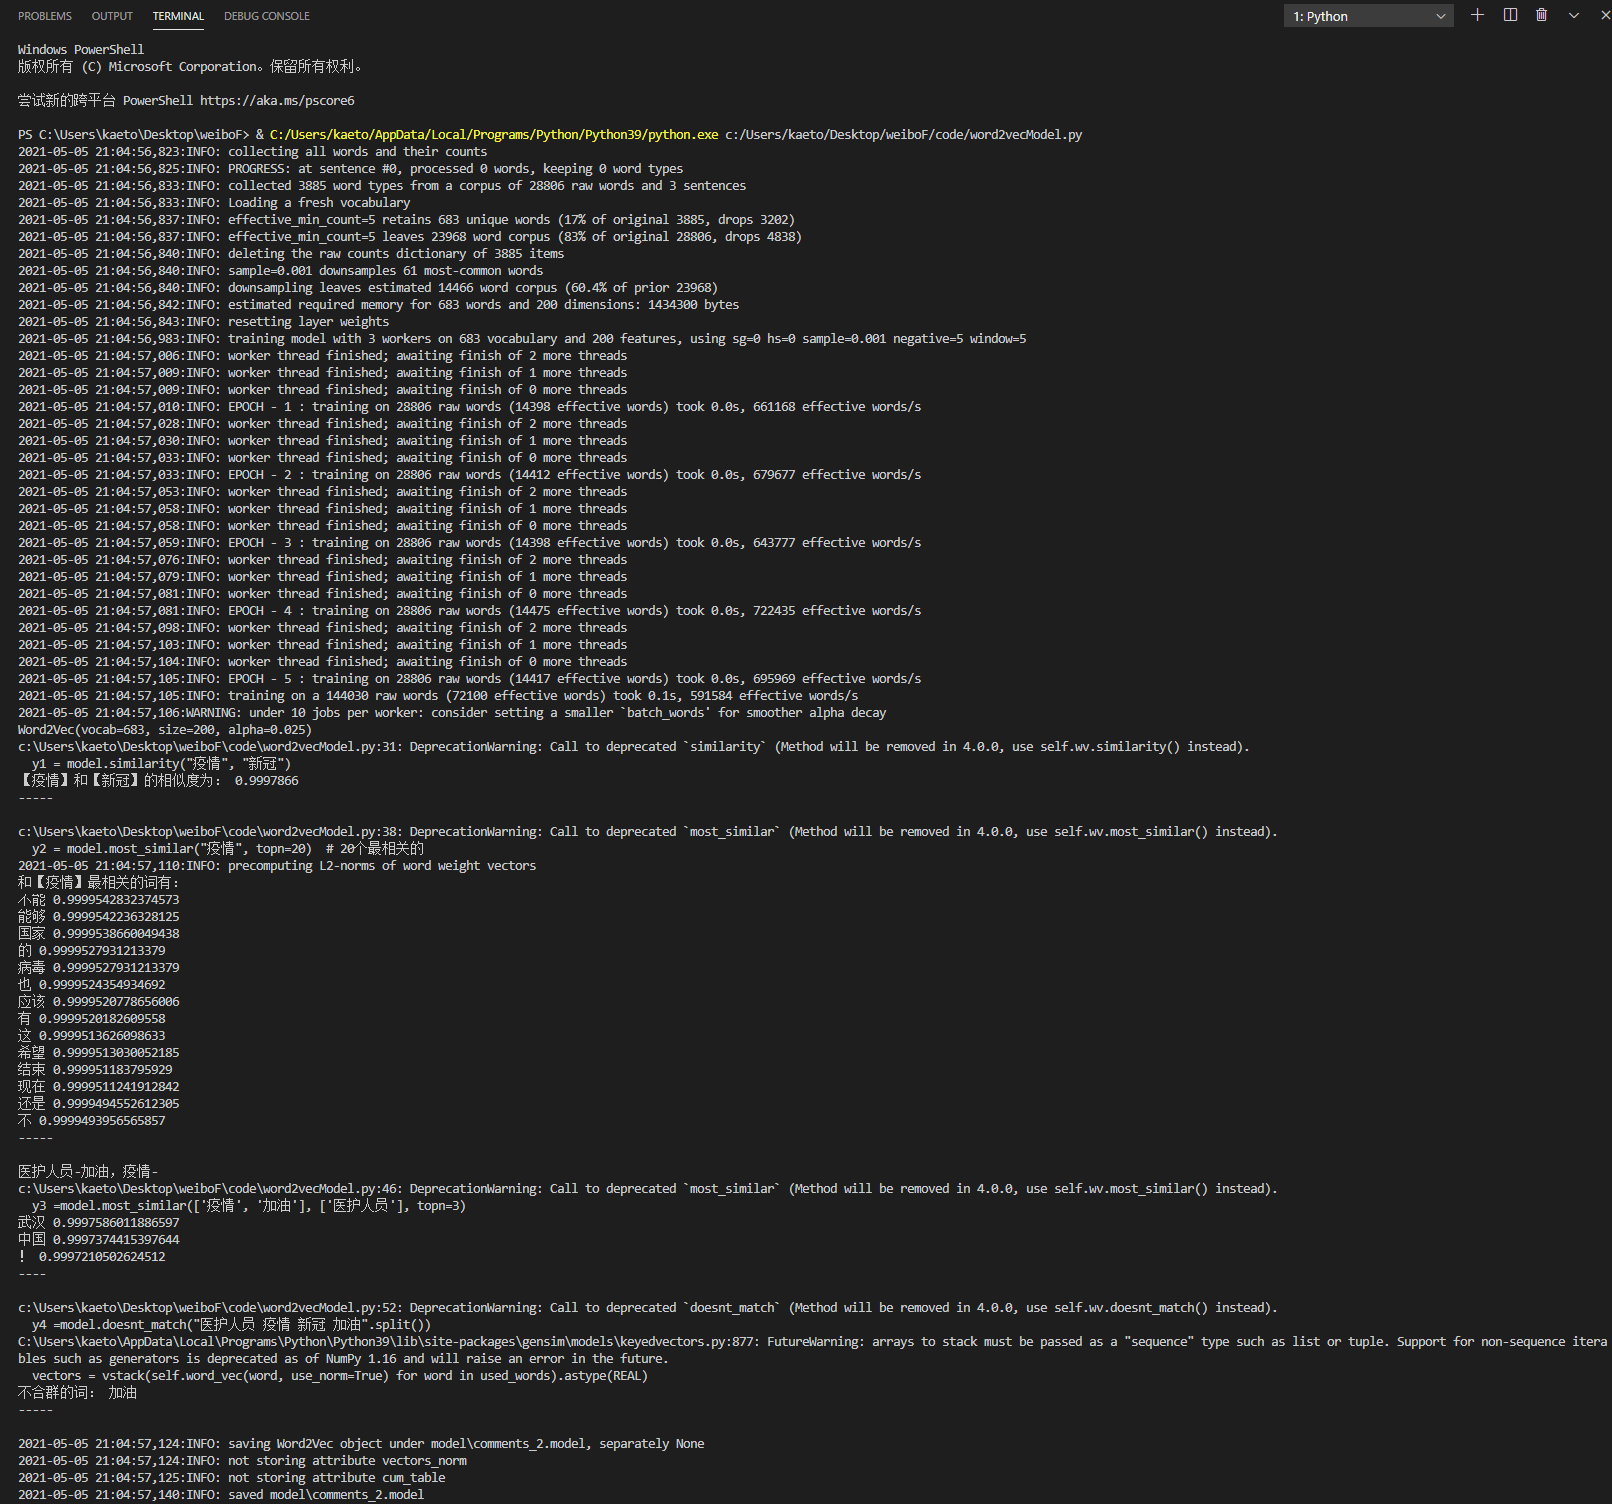 PROBLEMS OUTPUT TERMINAL DEBUG CONSOLE 1: Python
Windows PowerShell
版权所有 (C) Microsoft Corporation。保留所有权利。
尝试新的跨平台 PowerShell https://aka.ms/pscore6
PS C:\Users\kaeto\Desktop\weiboF> & C:/Users/kaeto/AppData/Local/Programs/Python/Python39/python.exe c:/Users/kaeto/Desktop/weiboF/code/word2vecModel.py
2021-05-05 21:04:56,823:INFO: collecting all words and their counts
2021-05-05 21:04:56,825:INFO: PROGRESS: at sentence #0, processed 0 words, keeping 0 word types
2021-05-05 21:04:56,833:INFO: collected 3885 word types from a corpus of 28806 raw words and 3 sentences
2021-05-05 21:04:56,833:INFO: Loading a fresh vocabulary
2021-05-05 21:04:56,837:INFO: effective_min_count=5 retains 683 unique words (17% of original 3885, drops 3202)
2021-05-05 21:04:56,837:INFO: effective_min_count=5 leaves 23968 word corpus (83% of original 28806, drops 4838)
2021-05-05 21:04:56,840:INFO: deleting the raw counts dictionary of 3885 items
2021-05-05 21:04:56,840:INFO: sample=0.001 downsamples 61 most-common words
2021-05-05 21:04:56,840:INFO: downsampling leaves estimated 14466 word corpus (60.4% of prior 23968)
2021-05-05 21:04:56,842:INFO: estimated required memory for 683 words and 200 dimensions: 1434300 bytes
2021-05-05 21:04:56,843:INFO: resetting layer weights
2021-05-05 21:04:56,983:INFO: training model with 3 workers on 683 vocabulary and 200 features, using sg=0 hs=0 sample=0.001 negative=5 window=5
2021-05-05 21:04:57,006:INFO: worker thread finished; awaiting finish of 2 more threads
2021-05-05 21:04:57,009:INFO: worker thread finished; awaiting finish of 1 more threads
2021-05-05 21:04:57,009:INFO: worker thread finished; awaiting finish of 0 more threads
2021-05-05 21:04:57,010:INFO: EPOCH - 1 : training on 28806 raw words (14398 effective words) took 0.0s, 661168 effective words/s
2021-05-05 21:04:57,028:INFO: worker thread finished; awaiting finish of 2 more threads
2021-05-05 21:04:57,030:INFO: worker thread finished; awaiting finish of 1 more threads
2021-05-05 21:04:57,033:INFO: worker thread finished; awaiting finish of 0 more threads
2021-05-05 21:04:57,033:INFO: EPOCH - 2 : training on 28806 raw words (14412 effective words) took 0.0s, 679677 effective words/s
2021-05-05 21:04:57,053:INFO: worker thread finished; awaiting finish of 2 more threads
2021-05-05 21:04:57,058:INFO: worker thread finished; awaiting finish of 1 more threads
2021-05-05 21:04:57,058:INFO: worker thread finished; awaiting finish of 0 more threads
2021-05-05 21:04:57,059:INFO: EPOCH - 3 : training on 28806 raw words (14398 effective words) took 0.0s, 643777 effective words/s
2021-05-05 21:04:57,076:INFO: worker thread finished; awaiting finish of 2 more threads
2021-05-05 21:04:57,079:INFO: worker thread finished; awaiting finish of 1 more threads
2021-05-05 21:04:57,081:INFO: worker thread finished; awaiting finish of 0 more threads
2021-05-05 21:04:57,081:INFO: EPOCH - 4 : training on 28806 raw words (14475 effective words) took 0.0s, 722435 effective words/s
2021-05-05 21:04:57,098:INFO: worker thread finished; awaiting finish of 2 more threads
2021-05-05 21:04:57,103:INFO: worker thread finished; awaiting finish of 1 more threads
2021-05-05 21:04:57,104:INFO: worker thread finished; awaiting finish of 0 more threads
2021-05-05 21:04:57,105:INFO: EPOCH - 5 : training on 28806 raw words (14417 effective words) took 0.0s, 695969 effective words/s
2021-05-05 21:04:57,105:INFO: training on a 144030 raw words (72100 effective words) took 0.1s, 591584 effective words/s
2021-05-05 21:04:57,106:WARNING: under 10 jobs per worker: consider setting a smaller `batch_words' for smoother alpha decay
Word2Vec(vocab=683, size=200, alpha=0.025)
c:\Users\kaeto\Desktop\weiboF\code\word2vecModel.py:31: DeprecationWarning: Call to deprecated `similarity` (Method will be removed in 4.0.0, use self.wv.similarity() instead).
y1 = model.similarity("疫情", "新冠")
【疫情】和【新冠】的相似度为： 0.9997866
-----
c:\Users\kaeto\Desktop\weiboF\code\word2vecModel.py:38: DeprecationWarning: Call to deprecated `most_similar` (Method will be removed in 4.0.0, use self.wv.most_similar() instead).
y2 = model.most_similar("疫情", topn=20)  # 20个最相关的
2021-05-05 21:04:57,110:INFO: precomputing L2-norms of word weight vectors
和【疫情】最相关的词有：
不能 0.9999542832374573
能够 0.9999542236328125
国家 0.9999538660049438
的 0.9999527931213379
病毒 0.9999527931213379
也 0.9999524354934692
应该 0.9999520778656006
有 0.9999520182609558
这 0.9999513626098633
希望 0.9999513030052185
结束 0.999951183795929
现在 0.9999511241912842
还是 0.9999494552612305
不 0.9999493956565857
-----
医护人员-加油，疫情-
c:\Users\kaeto\Desktop\weiboF\code\word2vecModel.py:46: DeprecationWarning: Call to deprecated `most_similar` (Method will be removed in 4.0.0, use self.wv.most_similar() instead).
y3 =model.most_similar(['疫情', '加油'], ['医护人员'], topn=3)
武汉 0.9997586011886597
中国 0.9997374415397644
！ 0.9997210502624512
----
c:\Users\kaeto\Desktop\weiboF\code\word2vecModel.py:52: DeprecationWarning: Call to deprecated `doesnt_match` (Method will be removed in 4.0.0, use self.wv.doesnt_match() instead).
y4 =model.doesnt_match("医护人员 疫情 新冠 加油".split())
C:\Users\kaeto\AppData\Local\Programs\Python\Python39\lib\site-packages\gensim\models\keyedvectors.py:877: FutureWarning: arrays to stack must be passed as a "sequence" type such as list or tuple. Support for non-sequence itera
bles such as generators is deprecated as of NumPy 1.16 and will raise an error in the future.
vectors = vstack(self.word_vec(word, use_norm=True) for word in used_words).astype(REAL)
不合群的词： 加油
-----
2021-05-05 21:04:57,124:INFO: saving Word2Vec object under model\comments_2.model, separately None
2021-05-05 21:04:57,124:INFO: not storing attribute vectors_norm
2021-05-05 21:04:57,125:INFO: not storing attribute cum_table
2021-05-05 21:04:57,140:INFO: saved model\comments_2.model